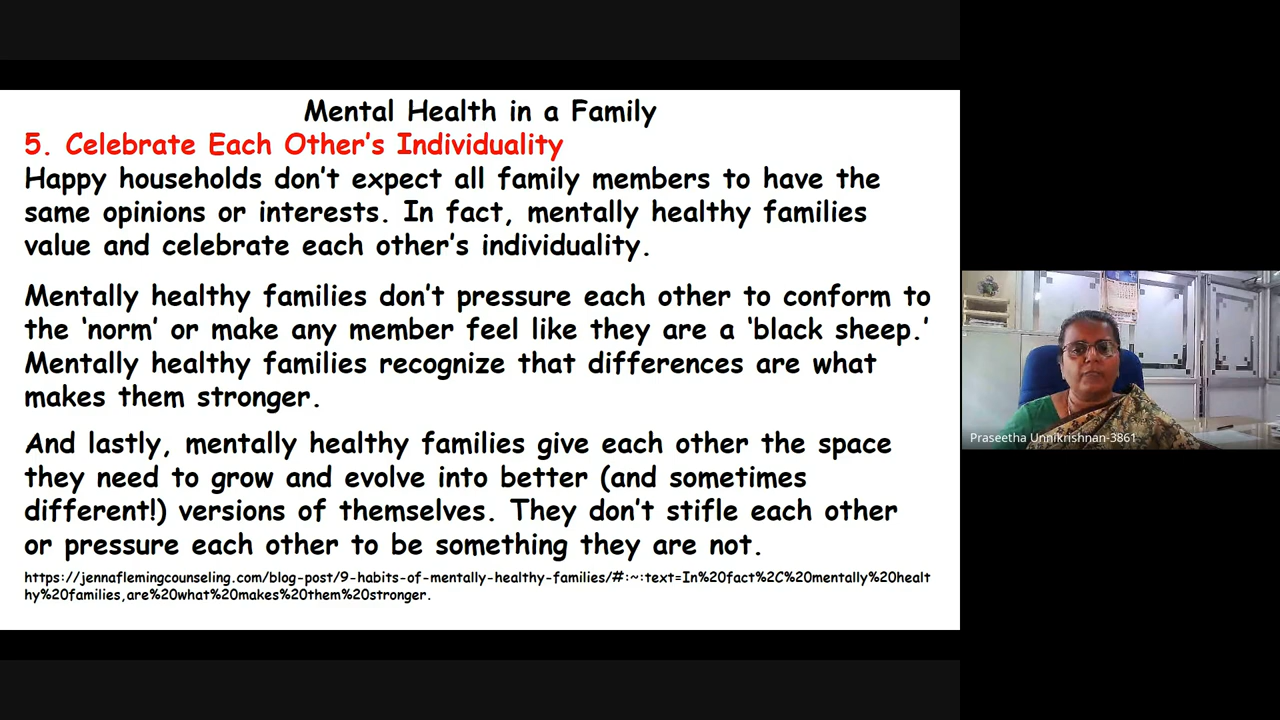 Mental Health in a Family
5. Celebrate Each Other's Individuality
Happy households don't expect all family members to have the
same opinions or interests. In fact, mentally healthy families
value and celebrate each other's individuality.
Mentally healthy families don't pressure each other to conform to
the ‘norm’ or make any member feel like they are a ‘black sheep.’
Mentally healthy families recognize that differences are what
makes them stronger.
And lastly, mentally healthy families give each other the space
they need to grow and evolve into better (and sometimes
different!) versions of themselves. They don't stifle each other
or pressure each other to be something they are not.
https://jennaflemingcounseling.com/blog-post/9-habits-of-mentally-healthy-families/#:~:text=In%20fact%2C%20mentally%20healt
hy%20families,are%20what%20makes%20them%20stronger.
Praseetha Unnikrishnan-3861